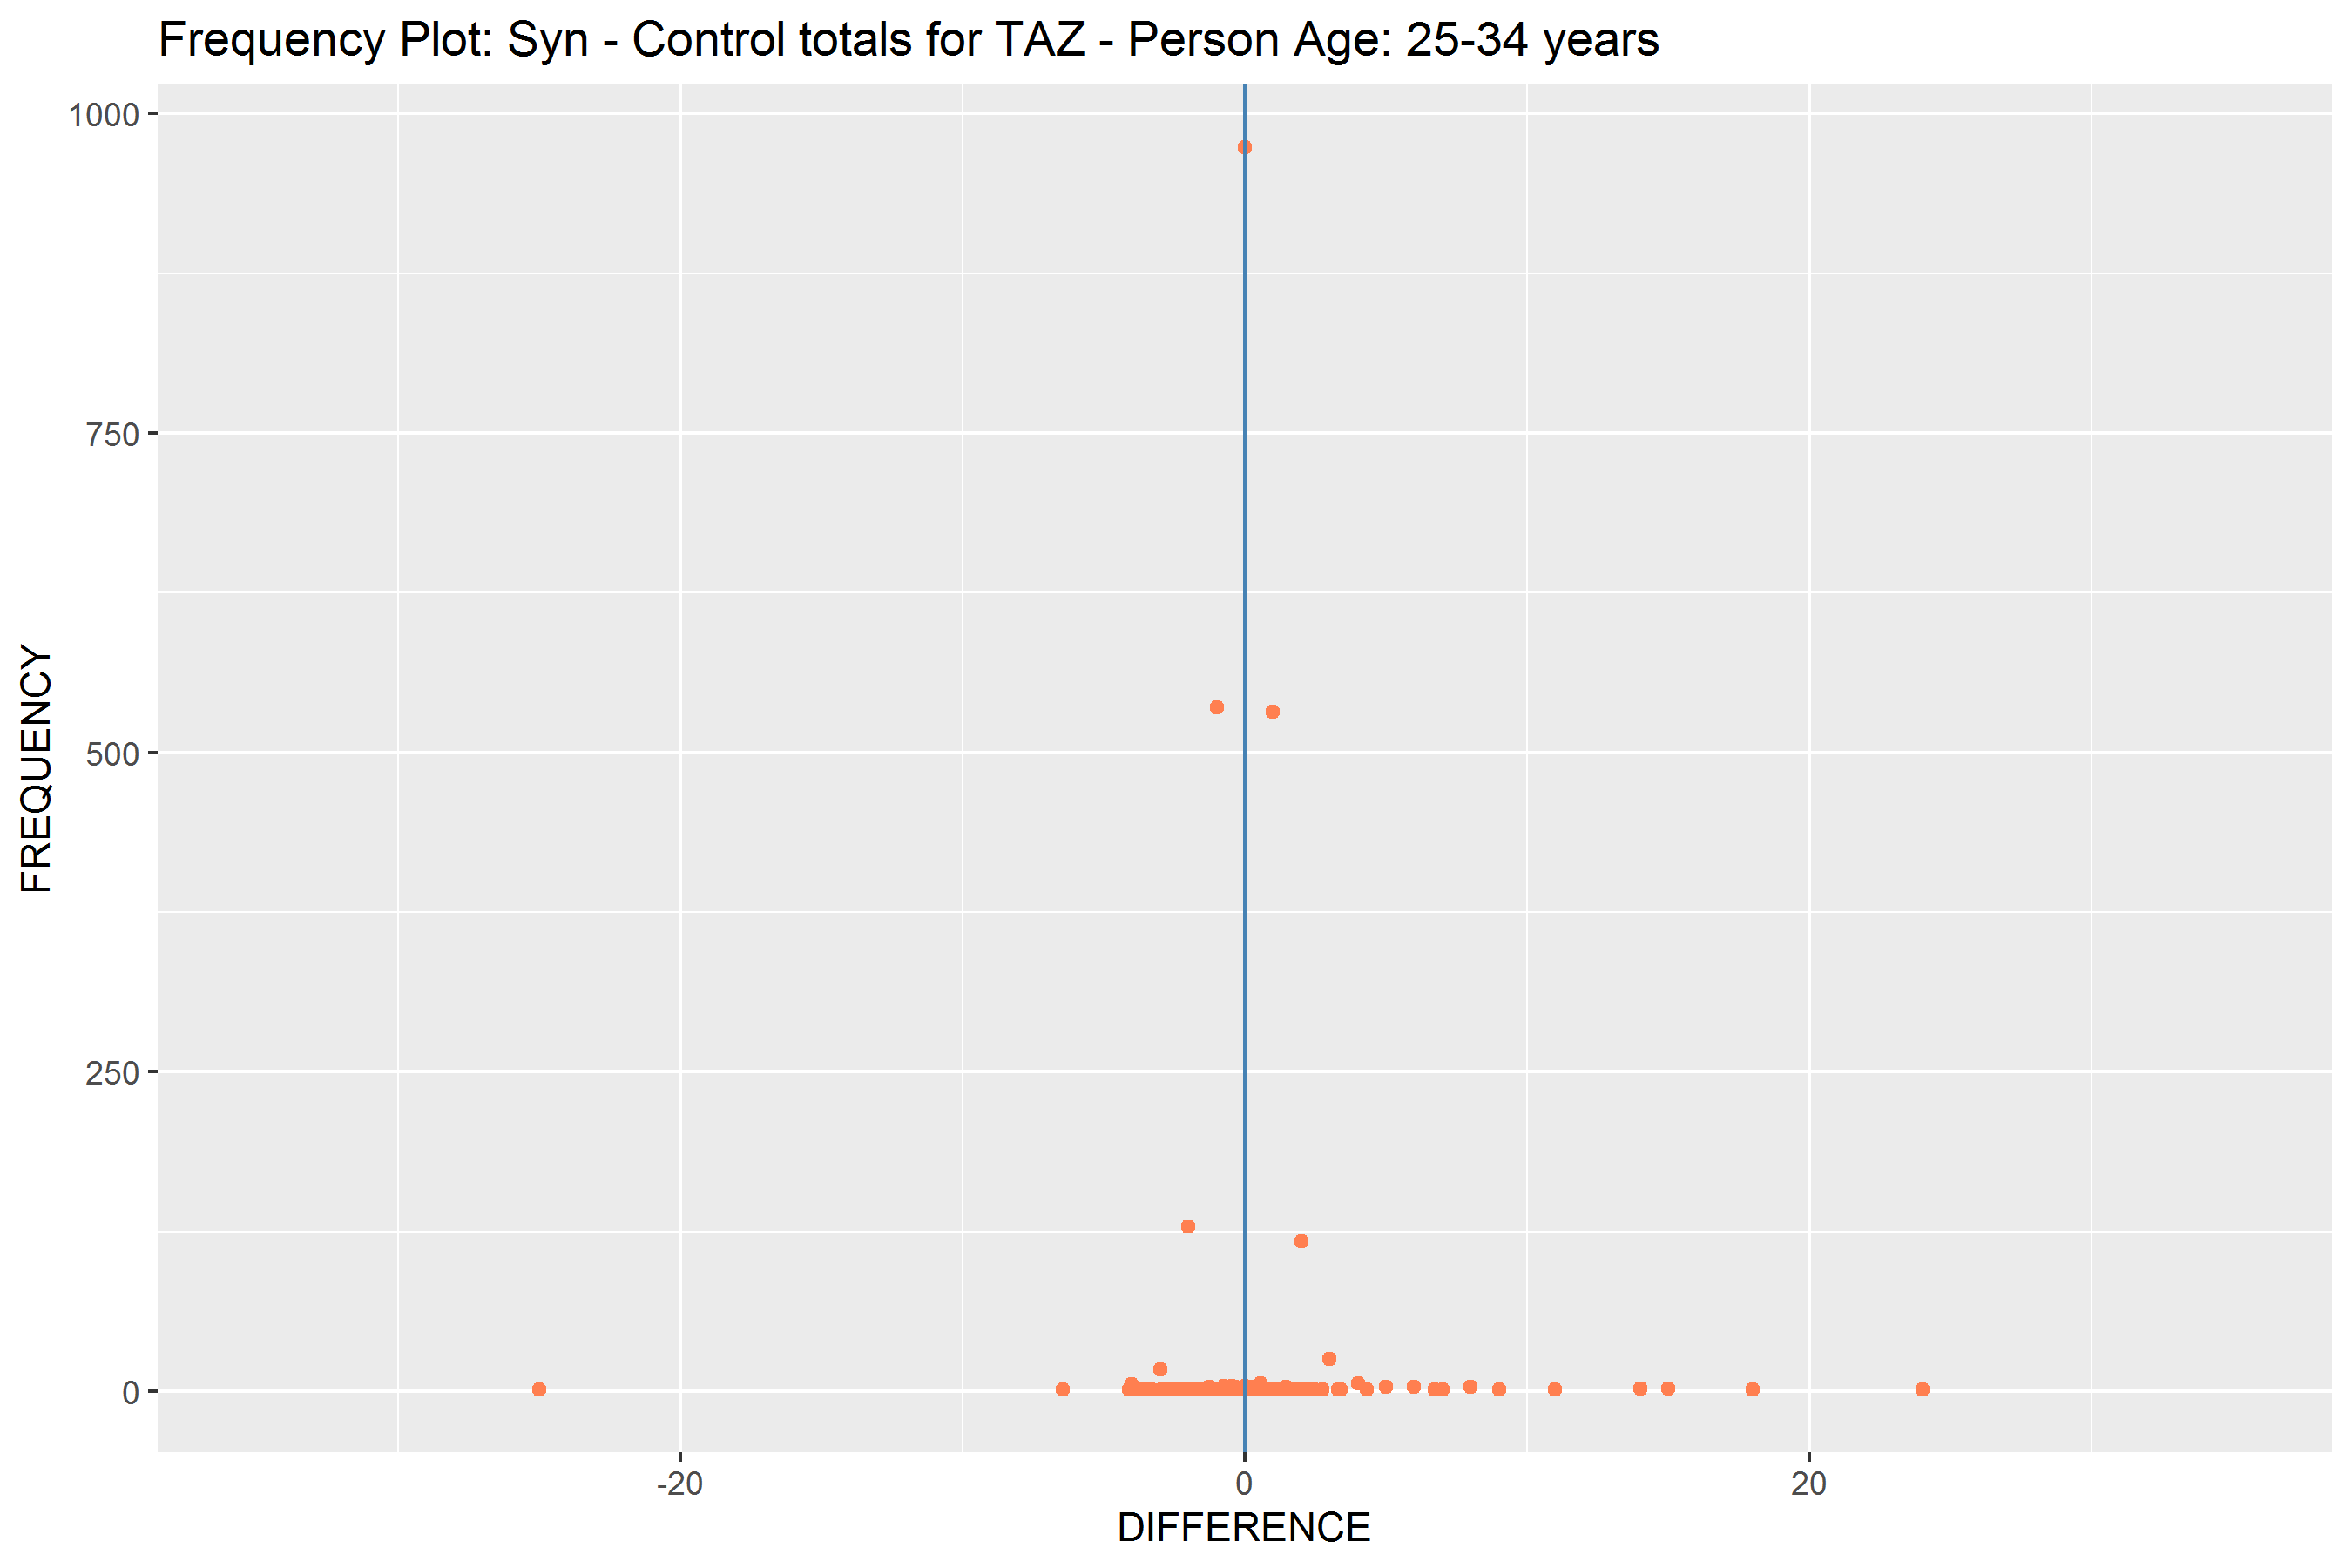 Frequency Plot: Syn - Control totals for TAZ - Person Age: 25-34 years
1000
750
500
250
0
FREQUENCY
-20
0
20
DIFFERENCE